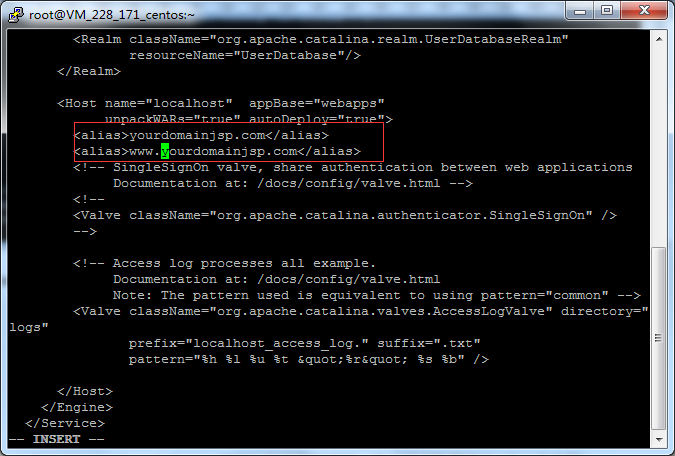 root@VM_228_171_centos:~
<Realm className="org.apache.catalina.realm.UserDatabaseRealm"
resourceName="UserDatabase"/>
</Realm>
<Host name="localhost"  appBase="webapps"
unpackWARs="true" autoDeploy="true">
<alias>yourdomainjsp.com</alias>
<alias>www.yourdomainjsp.com</alias>
<!-- SingleSignOn valve, share authentication between web applications
Documentation at: /docs/config/valve.html -->
<!--
<Valve className="org.apache.catalina.authenticator.SingleSignOn" />
-->
<!-- Access log processes all example.
Documentation at: /docs/config/valve.html
Note: The pattern used is equivalent to using pattern="common" -->
<Valve className="org.apache.catalina.valves.AccessLogValve" directory="
logs"
prefix="localhost_access_log." suffix=".txt"
pattern="%h %l %u %t &quot;%r&quot; %s %b" />
</Host>
</Engine>
</Service>
-- INSERT --